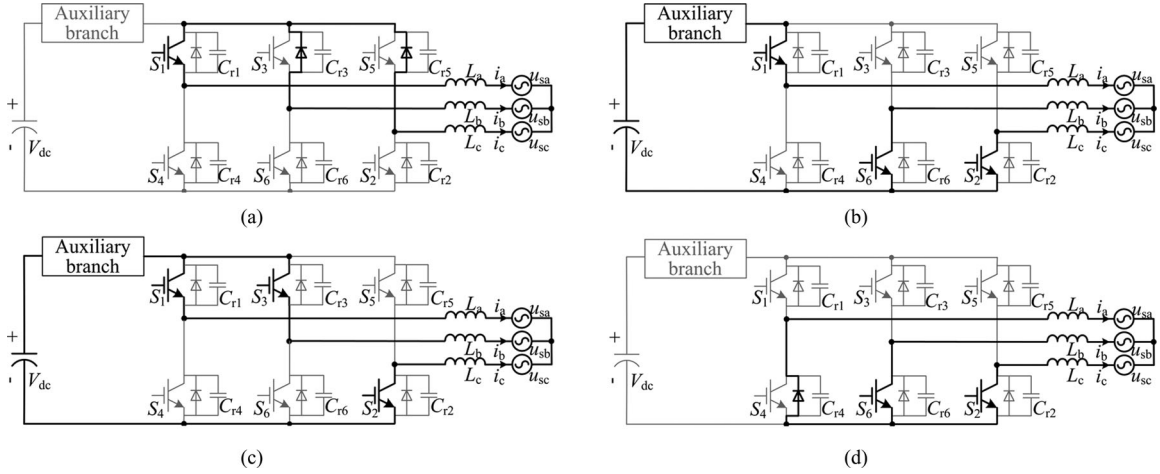 Auxiliary
branch
S1 Cr1 S3 Cr3 S5 Cr5
La ia usa
+ Lb ib usb
- Vdc Lc ic usc
S4 Cr4 S6 Cr6 S2 Cr2
(a)
Auxiliary
branch
S1 Cr1 S3 Cr3 S5 Cr5
La ia usa
+ Lb ib usb
- Vdc Lc ic usc
S4 Cr4 S6 Cr6 S2 Cr2
(b)
Auxiliary
branch
S1 Cr1 S3 Cr3 S5 Cr5
La ia usa
+ Lb ib usb
- Vdc Lc ic usc
S4 Cr4 S6 Cr6 S2 Cr2
(c)
Auxiliary
branch
S1 Cr1 S3 Cr3 S5 Cr5
La ia usa
+ Lb ib usb
- Vdc Lc ic usc
S4 Cr4 S6 Cr6 S2 Cr2
(d)